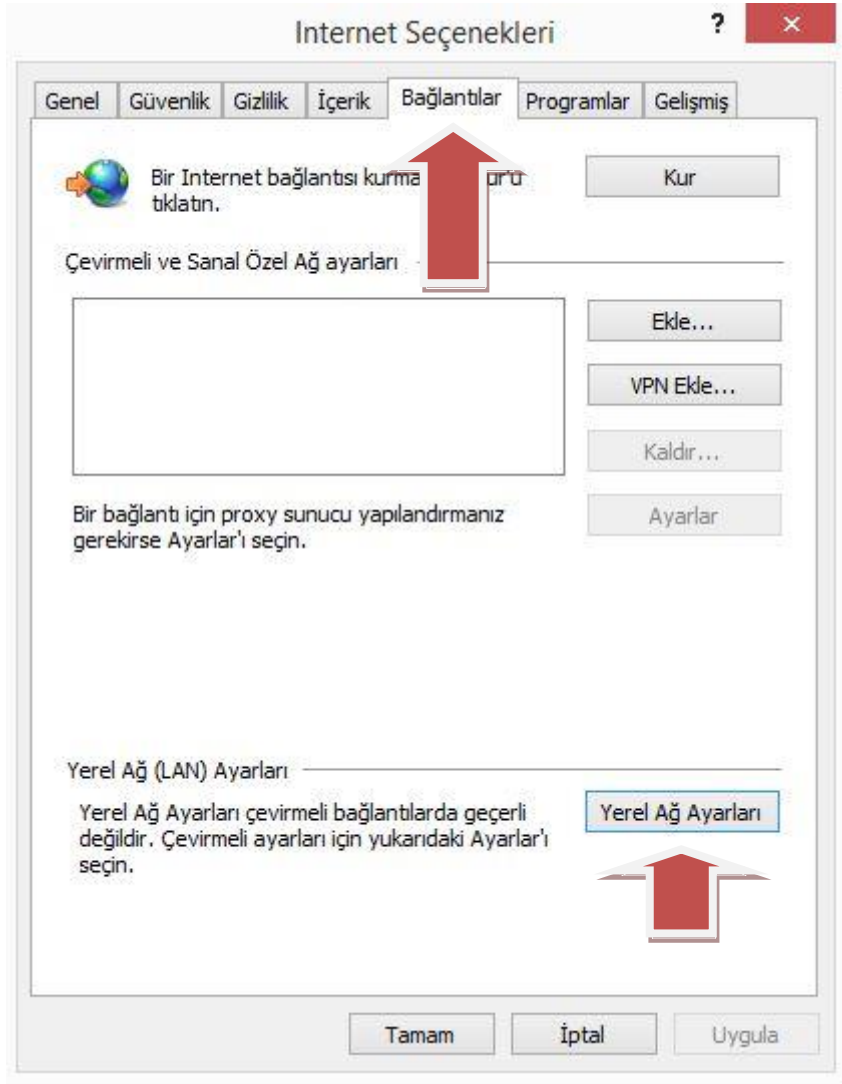 Internet Seçenekleri
?
Genel Güvenlik Gizlilik İçerik Bağlantılar Programlar Gelişmiş
Bir Internet bağlantısı
tıklatın.
Kur
Çevirmeli ve Sanal Özel Ağ ayarları
Ekle...
VPN Ekle...
Kaldır...
Bir bağlantı için proxy sunucu yapılandırmanız
gerekirse Ayarlar'ı seçin.
Ayarlar
Yerel Ağ (LAN) Ayarları
Yerel Ağ Ayarları çevirmeli bağlantılarda geçerli
değildir. Çevirmeli ayarları için yukarıdaki Ayarlar'ı
seçin.
Yerel Ağ Ayarları
Tamam İptal Uygula